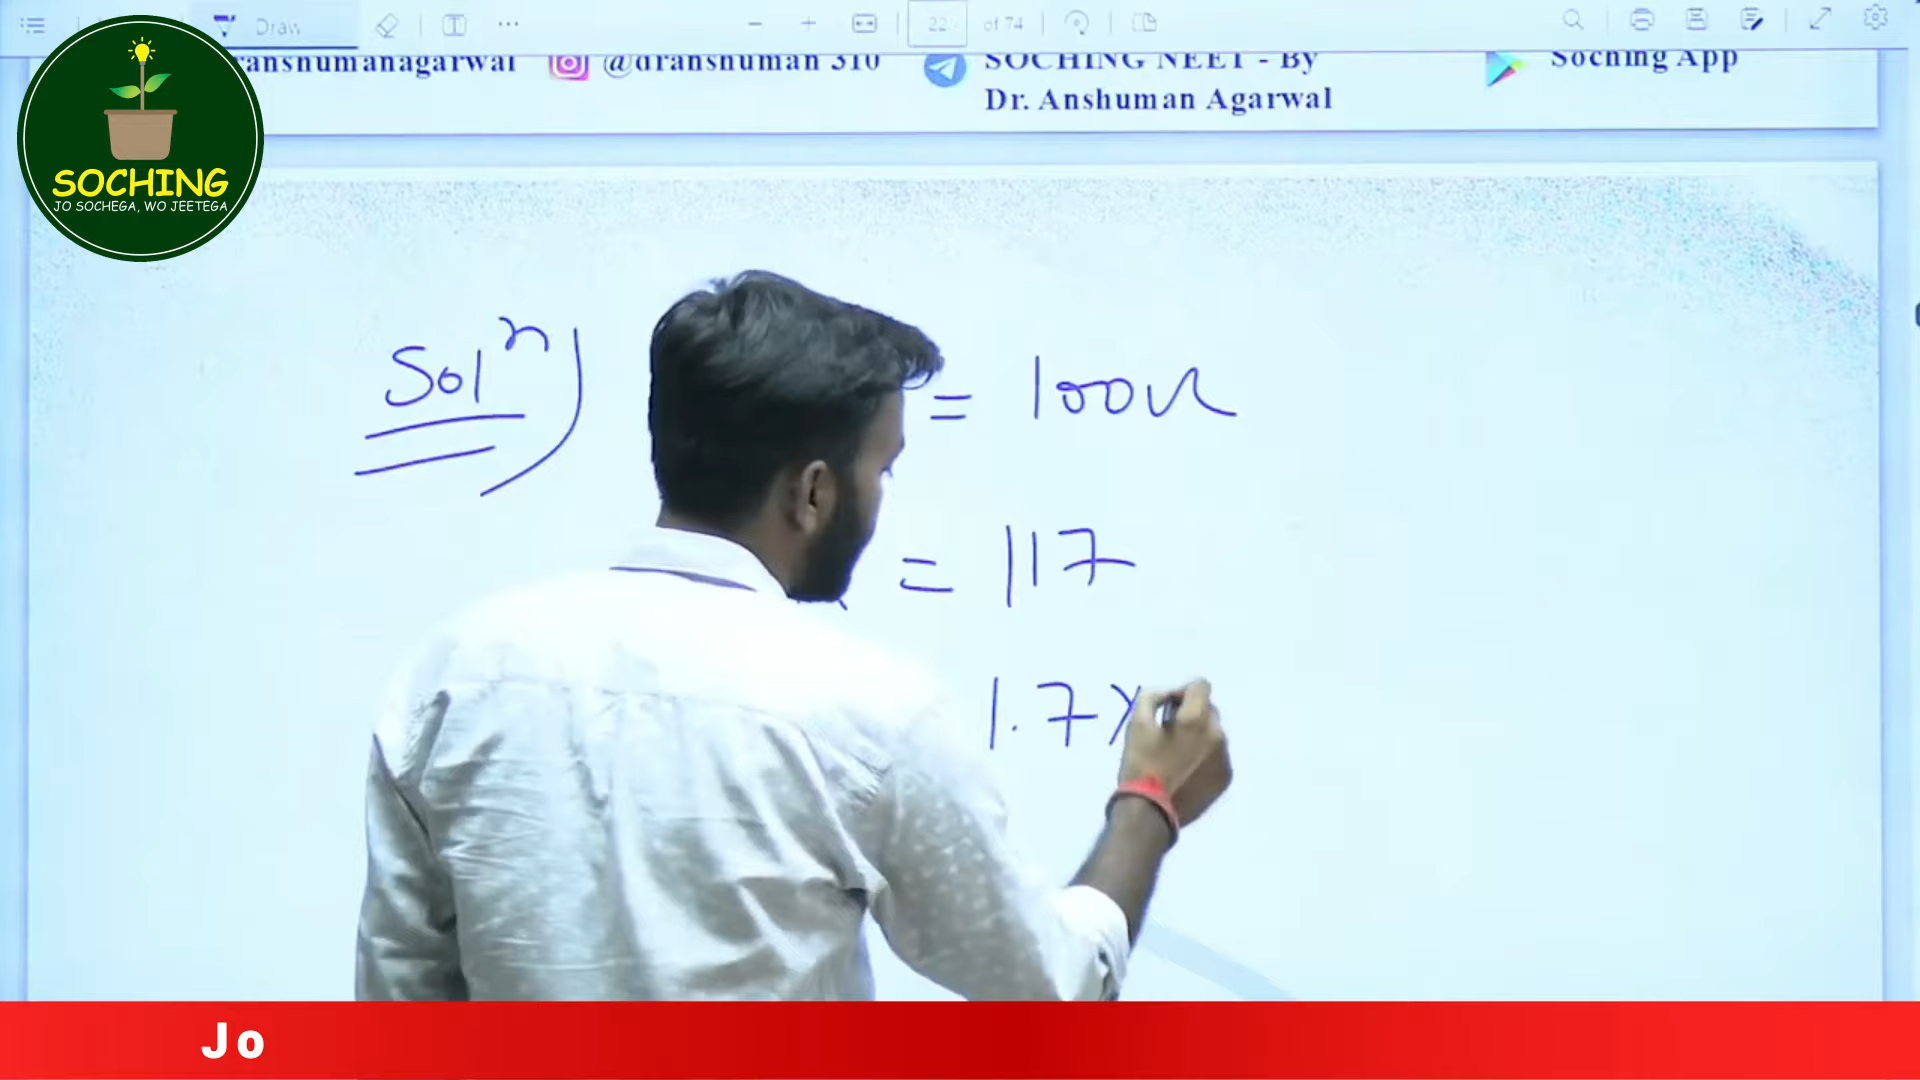 Draw
22
of 74
SOCHING
JO SOCHEGA, WO JEETEGA
@dranshuman 310
SOCHING NEET - By
Dr. Anshuman Agarwal
Soching App
Solⁿ)
= 100Ω
= 117
1.7 ×
Jo